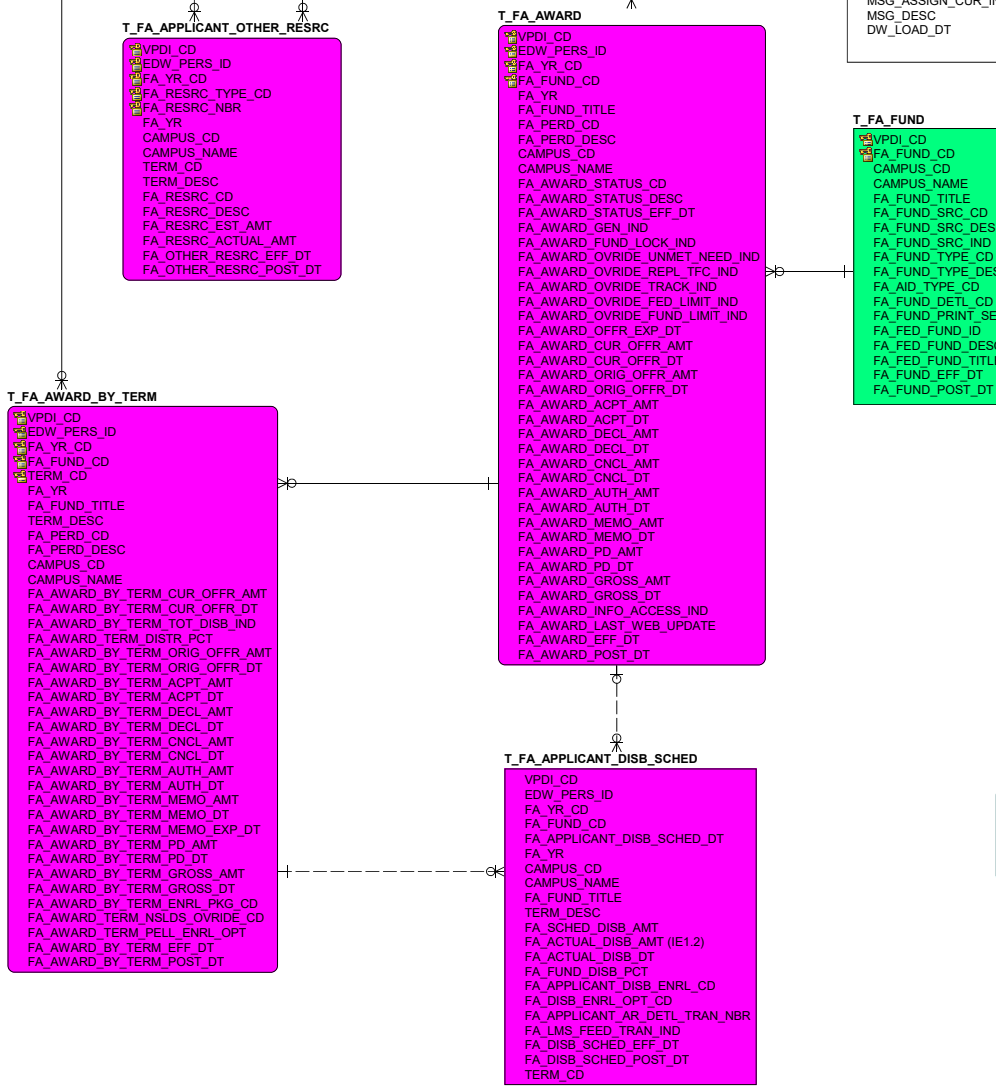 MSG_DESC
DW_LOAD_DT
T_FA_APPLICANT_OTHER_RESRC
VPDI_CD
EDW_PERS_ID
FA_YR_CD
FA_RESRC_TYPE_CD
FA_RESRC_NBR
FA_YR
CAMPUS_CD
CAMPUS_NAME
TERM_CD
TERM_DESC
FA_RESRC_CD
FA_RESRC_DESC
FA_RESRC_EST_AMT
FA_RESRC_ACTUAL_AMT
FA_OTHER_RESRC_EFF_DT
FA_OTHER_RESRC_POST_DT
T_FA_AWARD
VPDI_CD
EDW_PERS_ID
FA_YR_CD
FA_FUND_CD
FA_YR
FA_FUND_TITLE
FA_PERD_CD
FA_PERD_DESC
CAMPUS_CD
CAMPUS_NAME
FA_AWARD_STATUS_CD
FA_AWARD_STATUS_DESC
FA_AWARD_STATUS_EFF_DT
FA_AWARD_GEN_IND
FA_AWARD_FUND_LOCK_IND
FA_AWARD_OVRIDE_UNMET_NEED_IND
FA_AWARD_OVRIDE_REPL_TFC_IND
FA_AWARD_OVRIDE_TRACK_IND
FA_AWARD_OVRIDE_FED_LIMIT_IND
FA_AWARD_OVRIDE_FUND_LIMIT_IND
FA_AWARD_OFFR_EXP_DT
FA_AWARD_CUR_OFFR_AMT
FA_AWARD_CUR_OFFR_DT
FA_AWARD_ORIG_OFFR_AMT
FA_AWARD_ORIG_OFFR_DT
FA_AWARD_ACPT_AMT
FA_AWARD_ACPT_DT
FA_AWARD_DECL_AMT
FA_AWARD_DECL_DT
FA_AWARD_CNCL_AMT
FA_AWARD_CNCL_DT
FA_AWARD_AUTH_AMT
FA_AWARD_AUTH_DT
FA_AWARD_MEMO_AMT
FA_AWARD_MEMO_DT
FA_AWARD_PD_AMT
FA_AWARD_PD_DT
FA_AWARD_GROSS_AMT
FA_AWARD_GROSS_DT
FA_AWARD_INFO_ACCESS_IND
FA_AWARD_LAST_WEB_UPDATE
FA_AWARD_EFF_DT
FA_AWARD_POST_DT
T_FA_FUND
VPDI_CD
FA_FUND_CD
CAMPUS_CD
CAMPUS_NAME
FA_FUND_TITLE
FA_FUND_SRC_CD
FA_FUND_SRC_DES
FA_FUND_SRC_IND
FA_FUND_TYPE_CD
FA_FUND_TYPE_DES
FA_AID_TYPE_CD
FA_FUND_DETL_CD
FA_FUND_PRINT_SE
FA_FED_FUND_ID
FA_FED_FUND_DESC
FA_FED_FUND_TITL
FA_FUND_EFF_DT
FA_FUND_POST_DT
T_FA_AWARD_BY_TERM
VPDI_CD
EDW_PERS_ID
FA_YR_CD
FA_FUND_CD
TERM_CD
FA_YR
FA_FUND_TITLE
TERM_DESC
FA_PERD_CD
FA_PERD_DESC
CAMPUS_CD
CAMPUS_NAME
FA_AWARD_BY_TERM_CUR_OFFR_AMT
FA_AWARD_BY_TERM_CUR_OFFR_DT
FA_AWARD_BY_TERM_TOT_DISB_IND
FA_AWARD_TERM_DISTR_PCT
FA_AWARD_BY_TERM_ORIG_OFFR_AMT
FA_AWARD_BY_TERM_ORIG_OFFR_DT
FA_AWARD_BY_TERM_ACPT_AMT
FA_AWARD_BY_TERM_ACPT_DT
FA_AWARD_BY_TERM_DECL_AMT
FA_AWARD_BY_TERM_DECL_DT
FA_AWARD_BY_TERM_CNCL_AMT
FA_AWARD_BY_TERM_CNCL_DT
FA_AWARD_BY_TERM_AUTH_AMT
FA_AWARD_BY_TERM_AUTH_DT
FA_AWARD_BY_TERM_MEMO_AMT
FA_AWARD_BY_TERM_MEMO_DT
FA_AWARD_BY_TERM_MEMO_EXP_DT
FA_AWARD_BY_TERM_PD_AMT
FA_AWARD_BY_TERM_PD_DT
FA_AWARD_BY_TERM_GROSS_AMT
FA_AWARD_BY_TERM_GROSS_DT
FA_AWARD_BY_TERM_ENRL_PKG_CD
FA_AWARD_TERM_NSLDS_OVRIDE_CD
FA_AWARD_TERM_PELL_ENRL_OPT
FA_AWARD_BY_TERM_EFF_DT
FA_AWARD_BY_TERM_POST_DT
T_FA_APPLICANT_DISB_SCHED
VPDI_CD
EDW_PERS_ID
FA_YR_CD
FA_FUND_CD
FA_APPLICANT_DISB_SCHED_DT
FA_YR
CAMPUS_CD
CAMPUS_NAME
FA_FUND_TITLE
TERM_DESC
FA_SCHED_DISB_AMT
FA_ACTUAL_DISB_AMT (IE1.2)
FA_ACTUAL_DISB_DT
FA_FUND_DISB_PCT
FA_APPLICANT_DISB_ENRL_CD
FA_DISB_ENRL_OPT_CD
FA_APPLICANT_AR_DETL_TRAN_NBR
FA_LMS_FEED_TRAN_IND
FA_DISB_SCHED_EFF_DT
FA_DISB_SCHED_POST_DT
TERM_CD